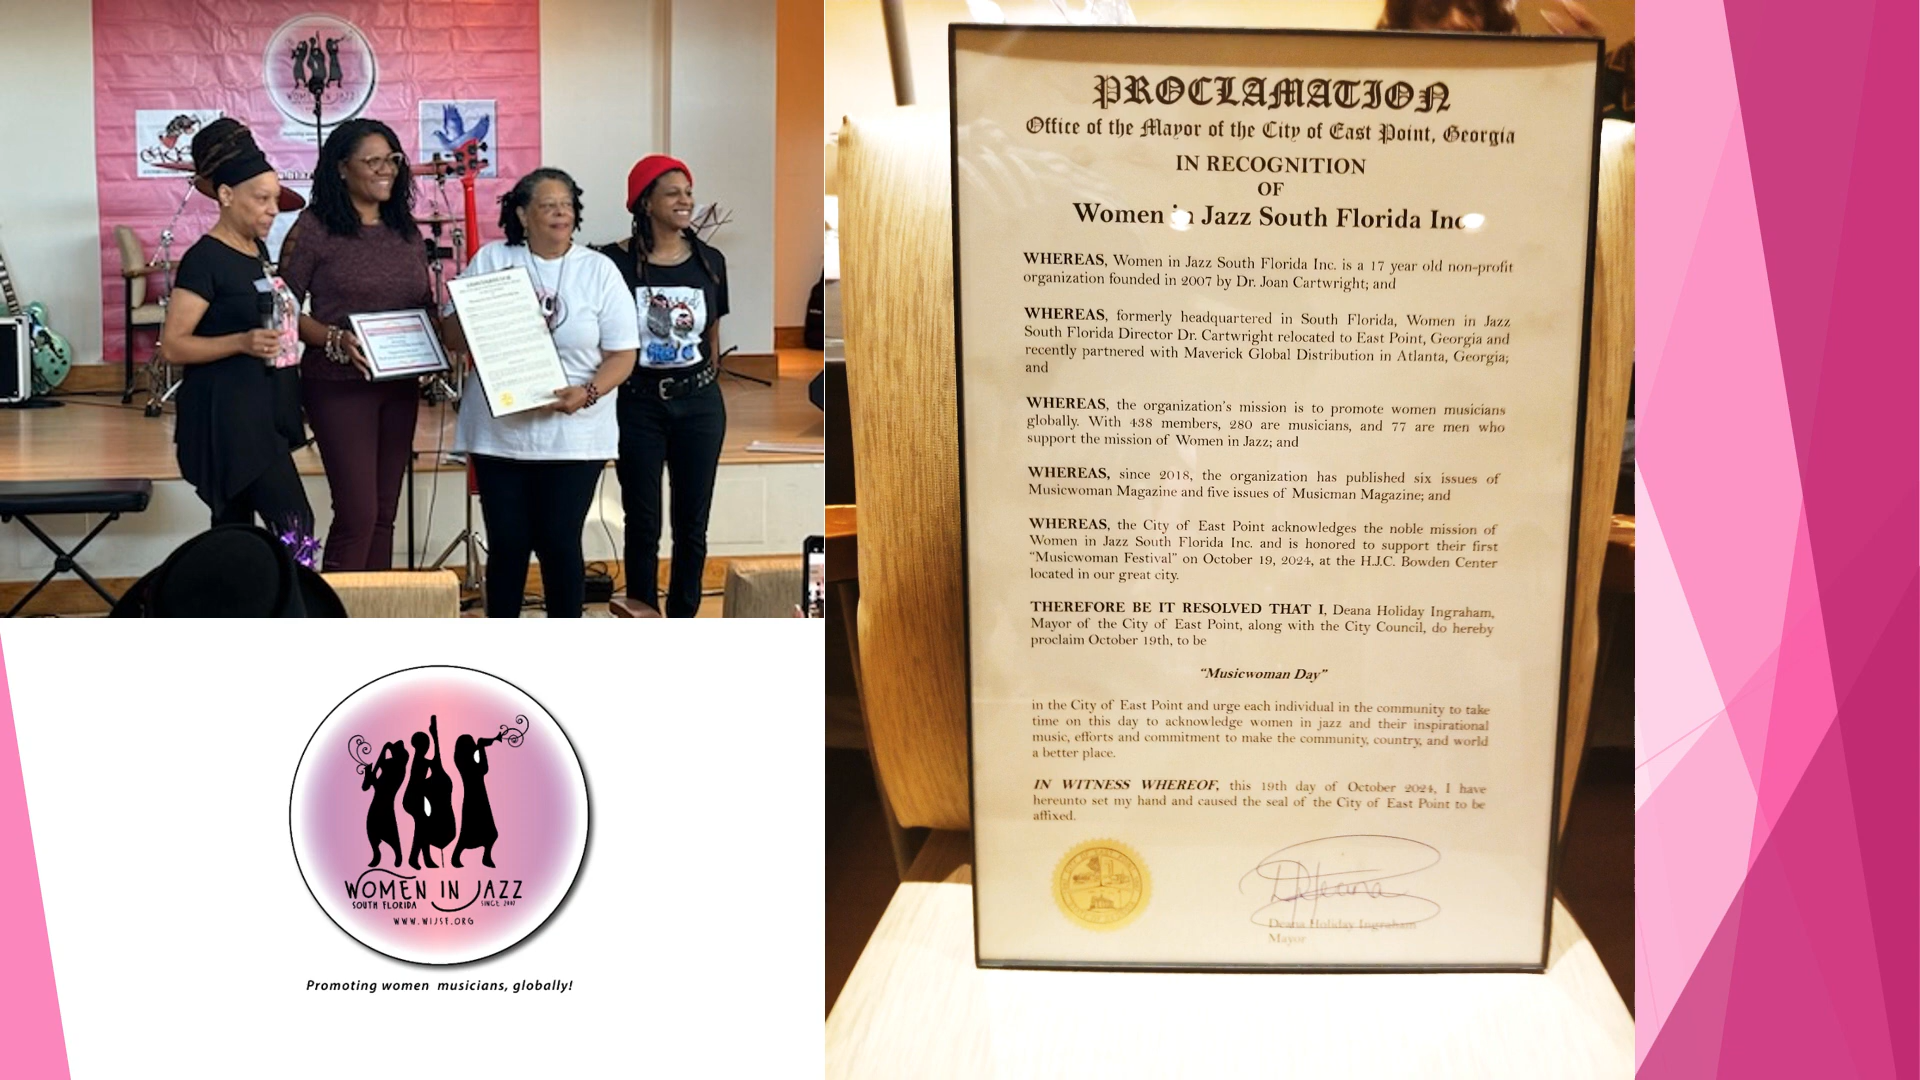 WOMEN IN JAZZ
PROCLAMATION
Office of the Mayor of the City of East Point, Georgia
IN RECOGNITION
OF
Women in Jazz South Florida Inc
WHEREAS, Women in Jazz South Florida Inc. is a 17 year old non-profit
organization founded in 2007 by Dr. Joan Cartwright; and
WHEREAS, formerly headquartered in South Florida, Women in Jazz
South Florida Director Dr. Cartwright relocated to East Point, Georgia and
recently partnered with Maverick Global Distribution in Atlanta, Georgia;
and
WHEREAS, the organization's mission is to promote women musicians
globally. With 438 members, 280 are musicians, and 77 are men who
support the mission of Women in Jazz; and
WHEREAS, since 2018, the organization has published six issues of
Musicwoman Magazine and five issues of Musicman Magazine; and
WHEREAS, the City of East Point acknowledges the noble mission of
Women in Jazz South Florida Inc. and is honored to support their first
"Musicwoman Festival" on October 19, 2024, at the H.J.C. Bowden Center
located in our great city.
THEREFORE BE IT RESOLVED THAT I, Deana Holiday Ingraham,
Mayor of the City of East Point, along with the City Council, do hereby
proclaim October 19th, to be
"Musicwoman Day"
in the City of East Point and urge each individual in the community to take
time on this day to acknowledge women in jazz and their inspirational
music, efforts and commitment to make the community, country, and world
a better place.
IN WITNESS WHEREOF, this 19th day of October 2024, I have
hereunto set my hand and caused the seal of the City of East Point to be
affixed.
Deana Holiday Ingraham
Mayor
WOMEN IN JAZZ
SOUTH FLORIDA SINCE 2007
WWW.WIJSF.ORG
Promoting women musicians, globally!